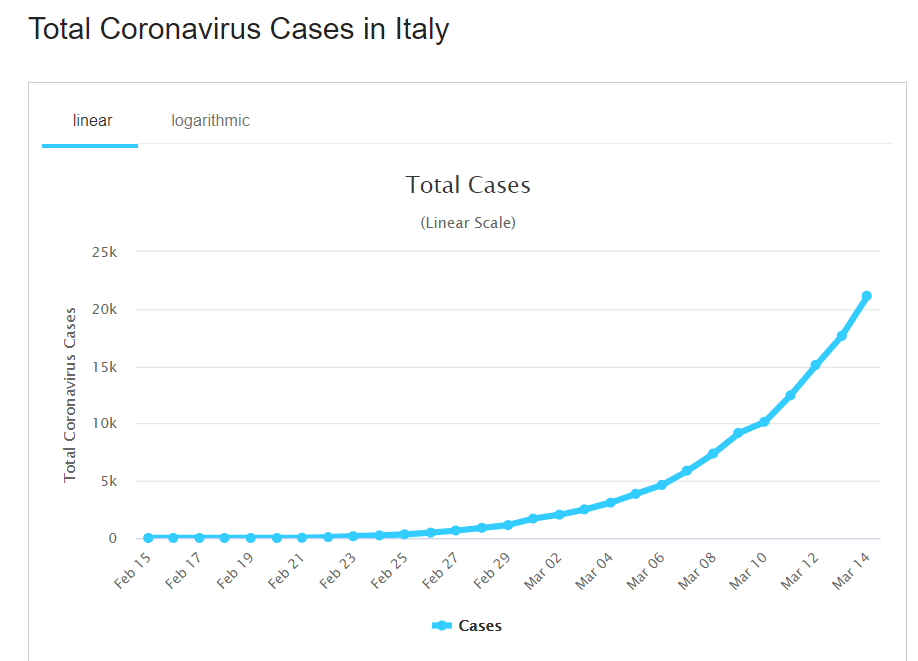 Total Coronavirus Cases in Italy
linear logarithmic
Total Cases
(Linear Scale)
Total Coronavirus Cases
25k
20k
15k
10k
5k
0
Feb 15 Feb 17 Feb 19 Feb 21 Feb 23 Feb 25 Feb 27 Feb 29 Mar 02 Mar 04 Mar 06 Mar 08 Mar 10 Mar 12 Mar 14
Cases